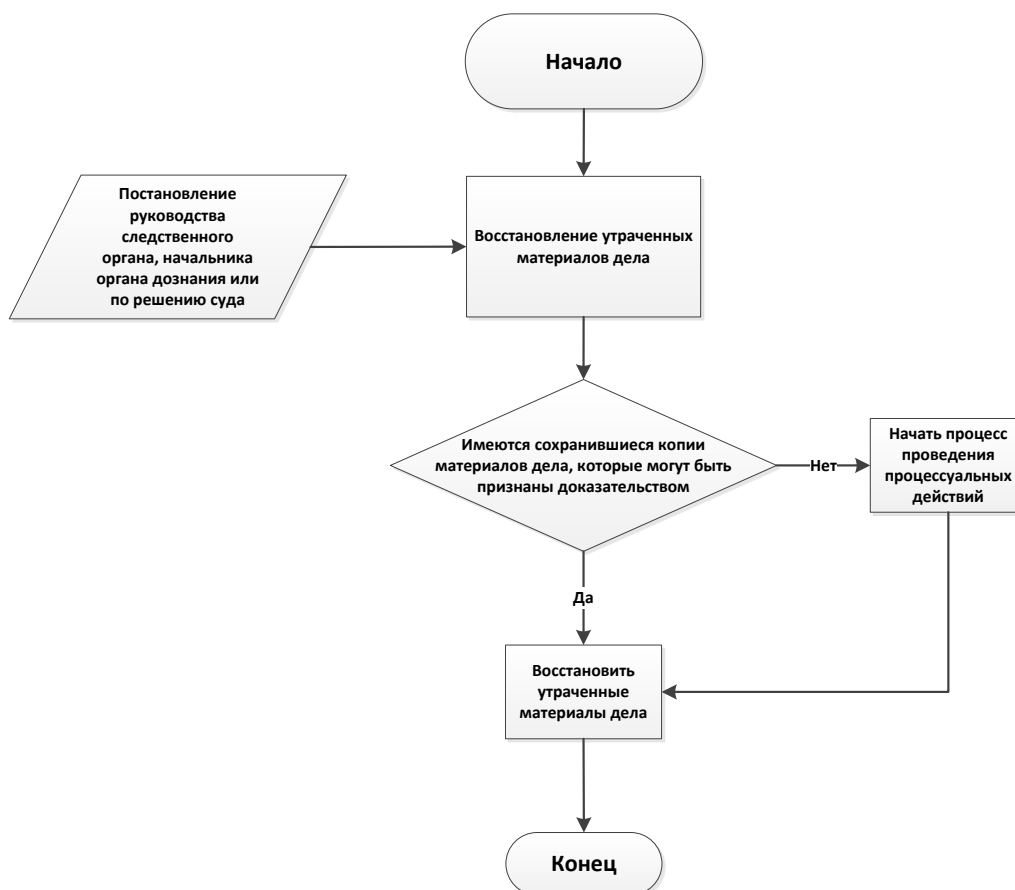 Начало
Постановление
руководства
следственного
органа, начальника
органа дознания или
по решению суда
Восстановление утраченных
материалов дела
Имеются сохранившиеся копии
материалов дела, которые могут быть
признаны доказательством
Нет
Начать процесс
проведения
процессуальных
действий
Да
Восстановить
утраченные
материалы дела
Конец